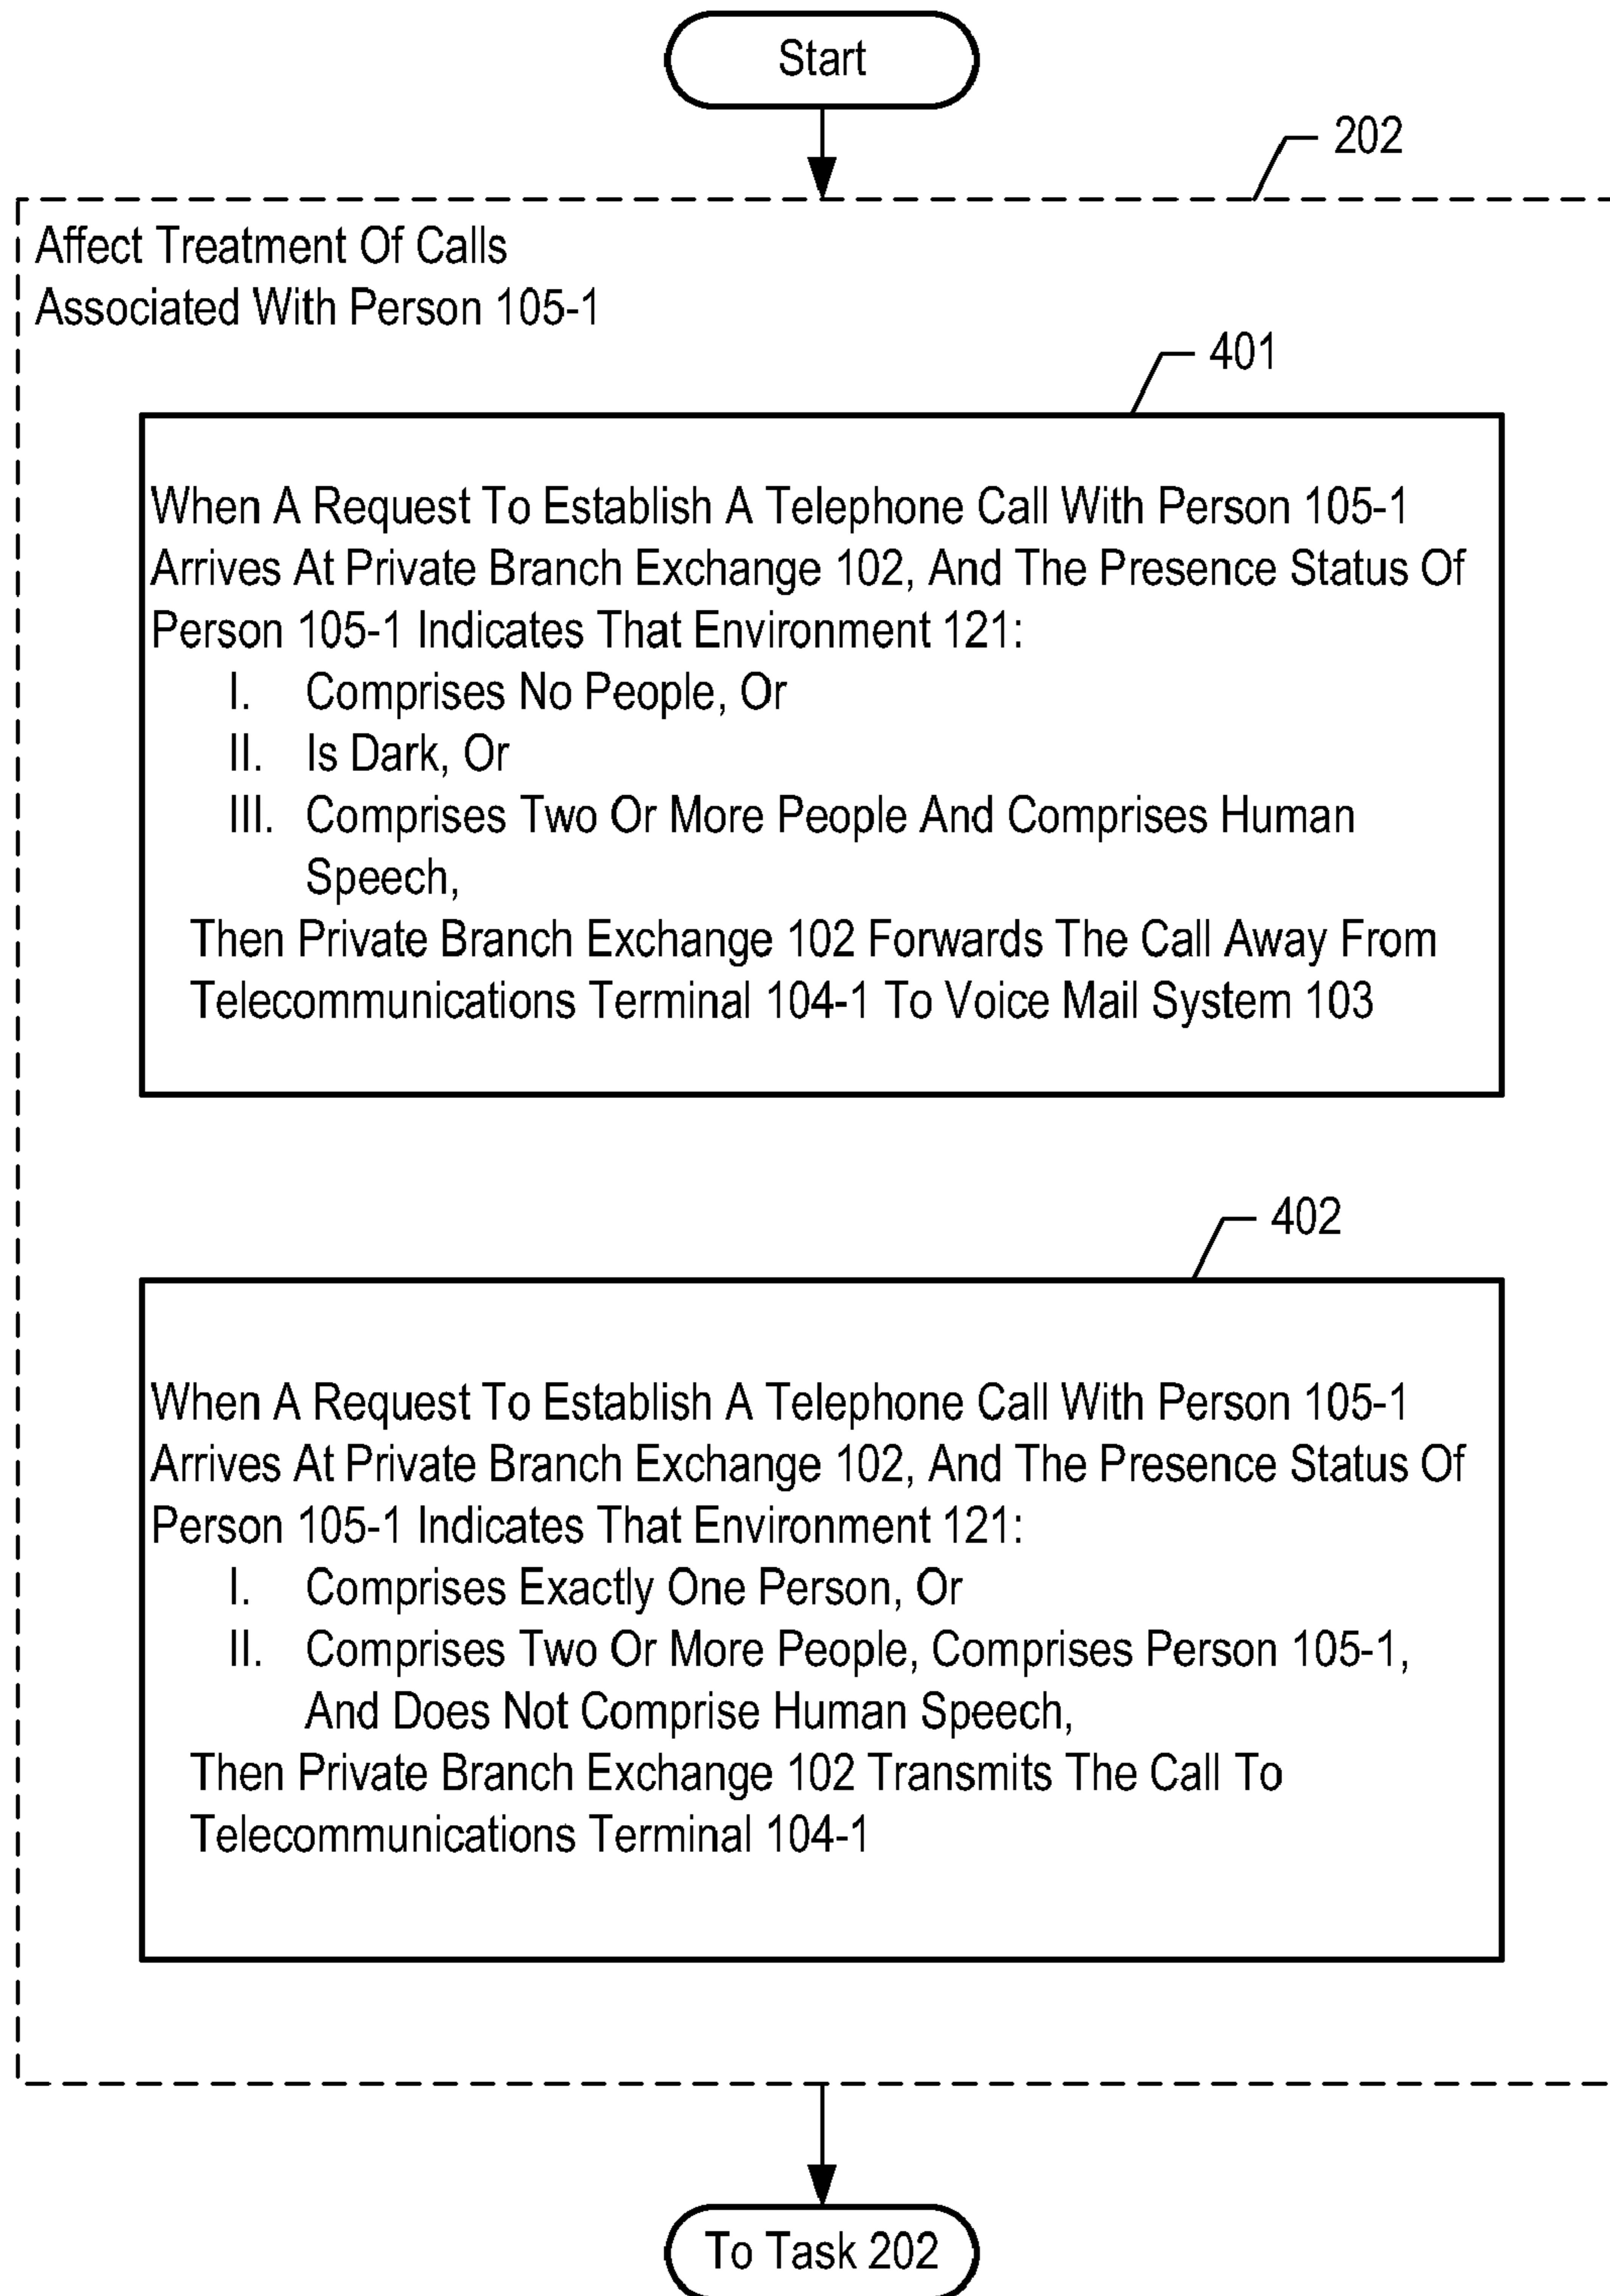 Start
202
Affect Treatment Of Calls
Associated With Person 105-1
401
When A Request To Establish A Telephone Call With Person 105-1
Arrives At Private Branch Exchange 102, And The Presence Status Of
Person 105-1 Indicates That Environment 121:
I. Comprises No People, Or
II. Is Dark, Or
III. Comprises Two Or More People And Comprises Human
Speech,
Then Private Branch Exchange 102 Forwards The Call Away From
Telecommunications Terminal 104-1 To Voice Mail System 103
402
When A Request To Establish A Telephone Call With Person 105-1
Arrives At Private Branch Exchange 102, And The Presence Status Of
Person 105-1 Indicates That Environment 121:
I. Comprises Exactly One Person, Or
II. Comprises Two Or More People, Comprises Person 105-1,
And Does Not Comprise Human Speech,
Then Private Branch Exchange 102 Transmits The Call To
Telecommunications Terminal 104-1
To Task 202